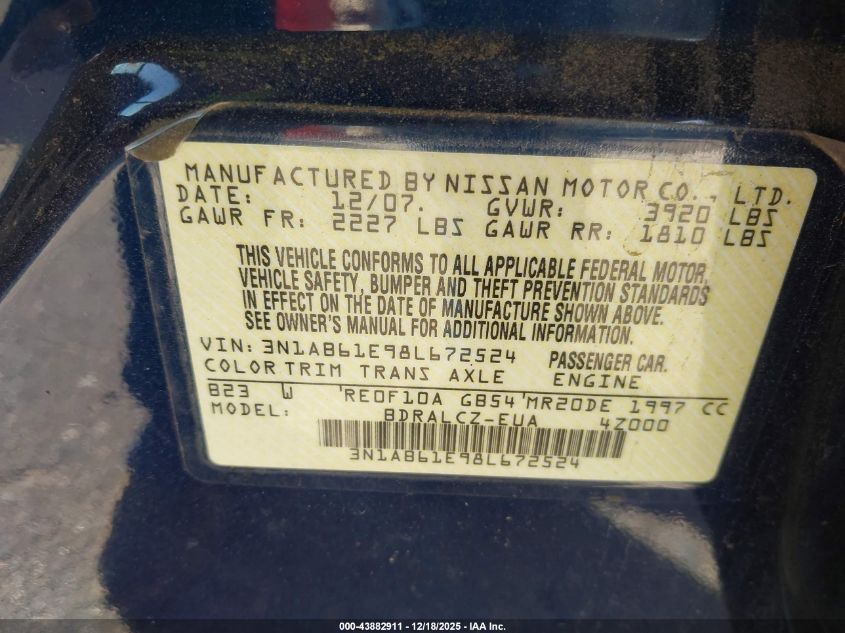 MANUFACTURED BY NISSAN MOTOR CO., LTD.
DATE: 12/07. GVWR: 3920 LBS
GAWR FR: 2227 LBS GAWR RR: 1810 LBS
THIS VEHICLE CONFORMS TO ALL APPLICABLE FEDERAL MOTOR
VEHICLE SAFETY, BUMPER AND THEFT PREVENTION STANDARDS
IN EFFECT ON THE DATE OF MANUFACTURE SHOWN ABOVE.
SEE OWNER'S MANUAL FOR ADDITIONAL INFORMATION.
VIN: 3N1AB61E98L672524 PASSENGER CAR.
COLOR TRIM TRANS AXLE ENGINE
B23 W RE0F10A GB54 MR20DE 1997 CC
MODEL: BDRALCZ-EUA 4Z000
3N1AB61E98L672524
000-43882911 - 12/18/2025 - IAA Inc.